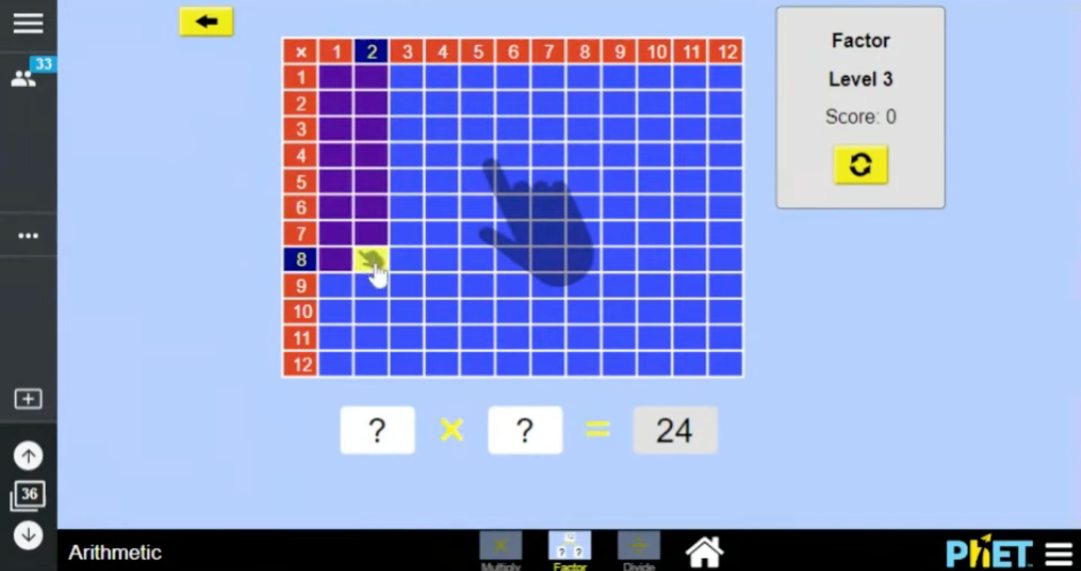 33
× 1 2 3 4 5 6 7 8 9 10 11 12
1
2
3
4
5
6
7
8
9
10
11
12
Factor
Level 3
Score: 0
? × ? = 24
36
Arithmetic
Multiply
? ?
Factor
Divide
PhET